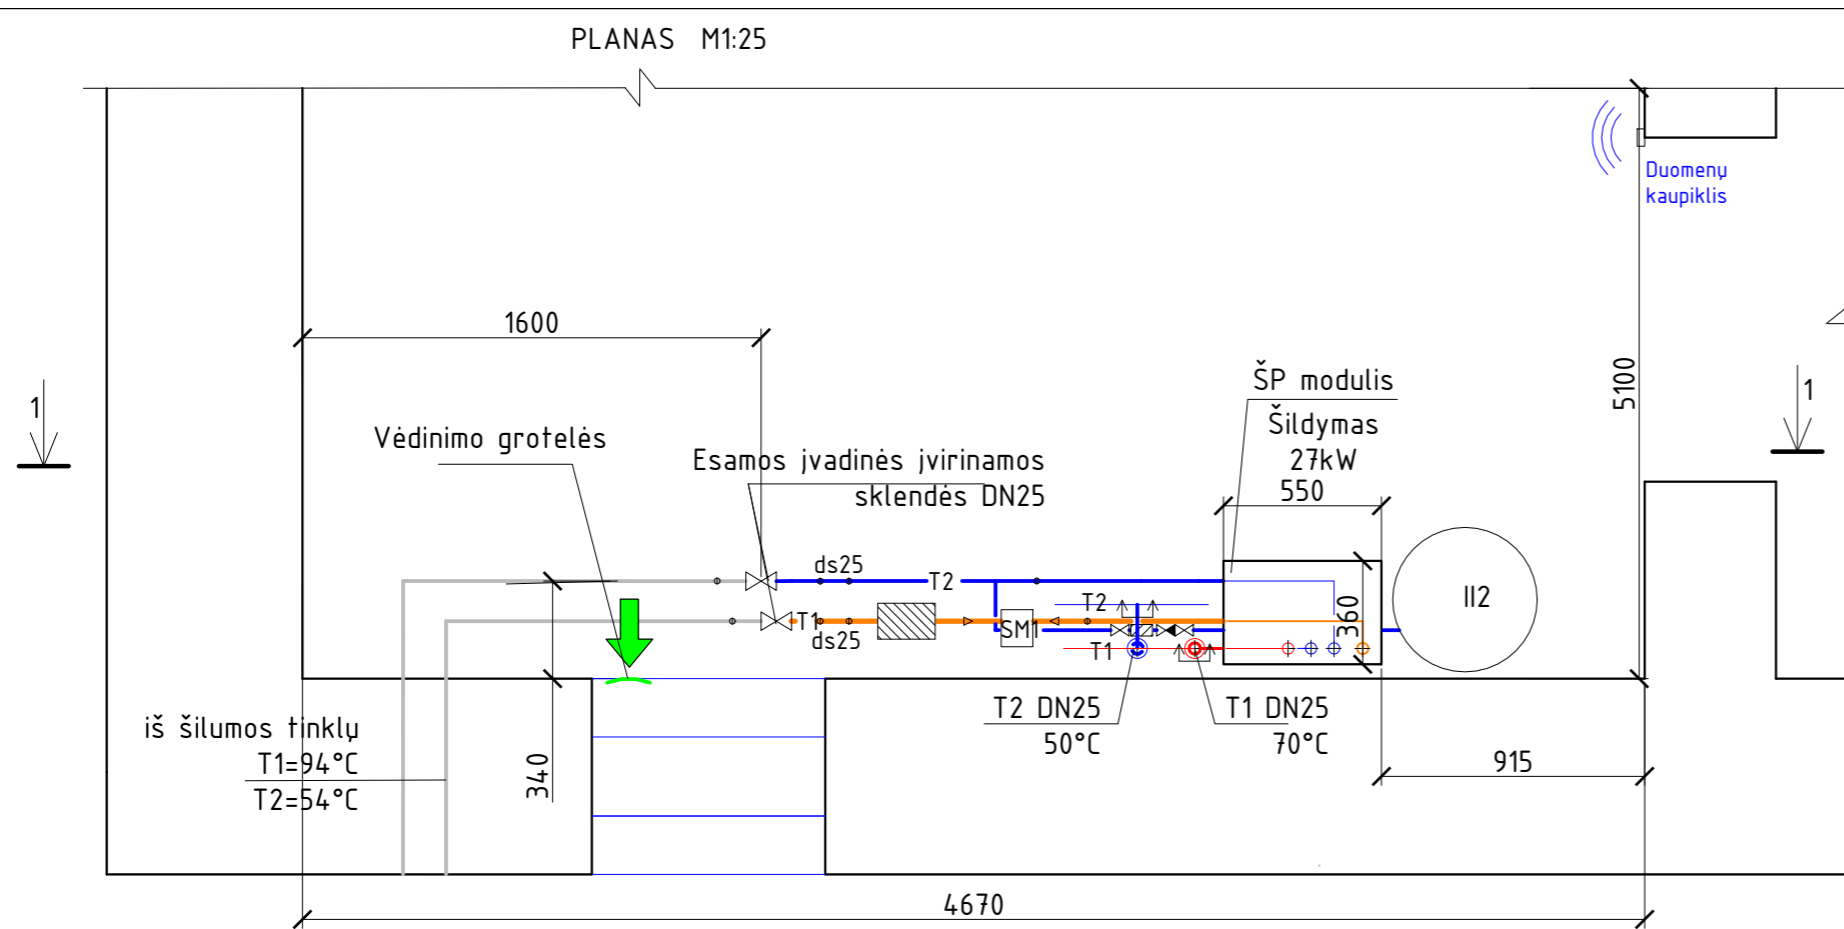 PLANAS M1:25
Duomenų
kaupiklis
1600
5100
ŠP modulis
Šildymas
27kW
550
1
1
Vėdinimo grotelės
Esamos įvadinės įvirinamos
sklendės DN25
ds25
T2
T1
ds25
SM1
T2
T1
360
II2
T2 DN25
50°C
T1 DN25
70°C
iš šilumos tinklų
T1=94°C
T2=54°C
340
915
4670